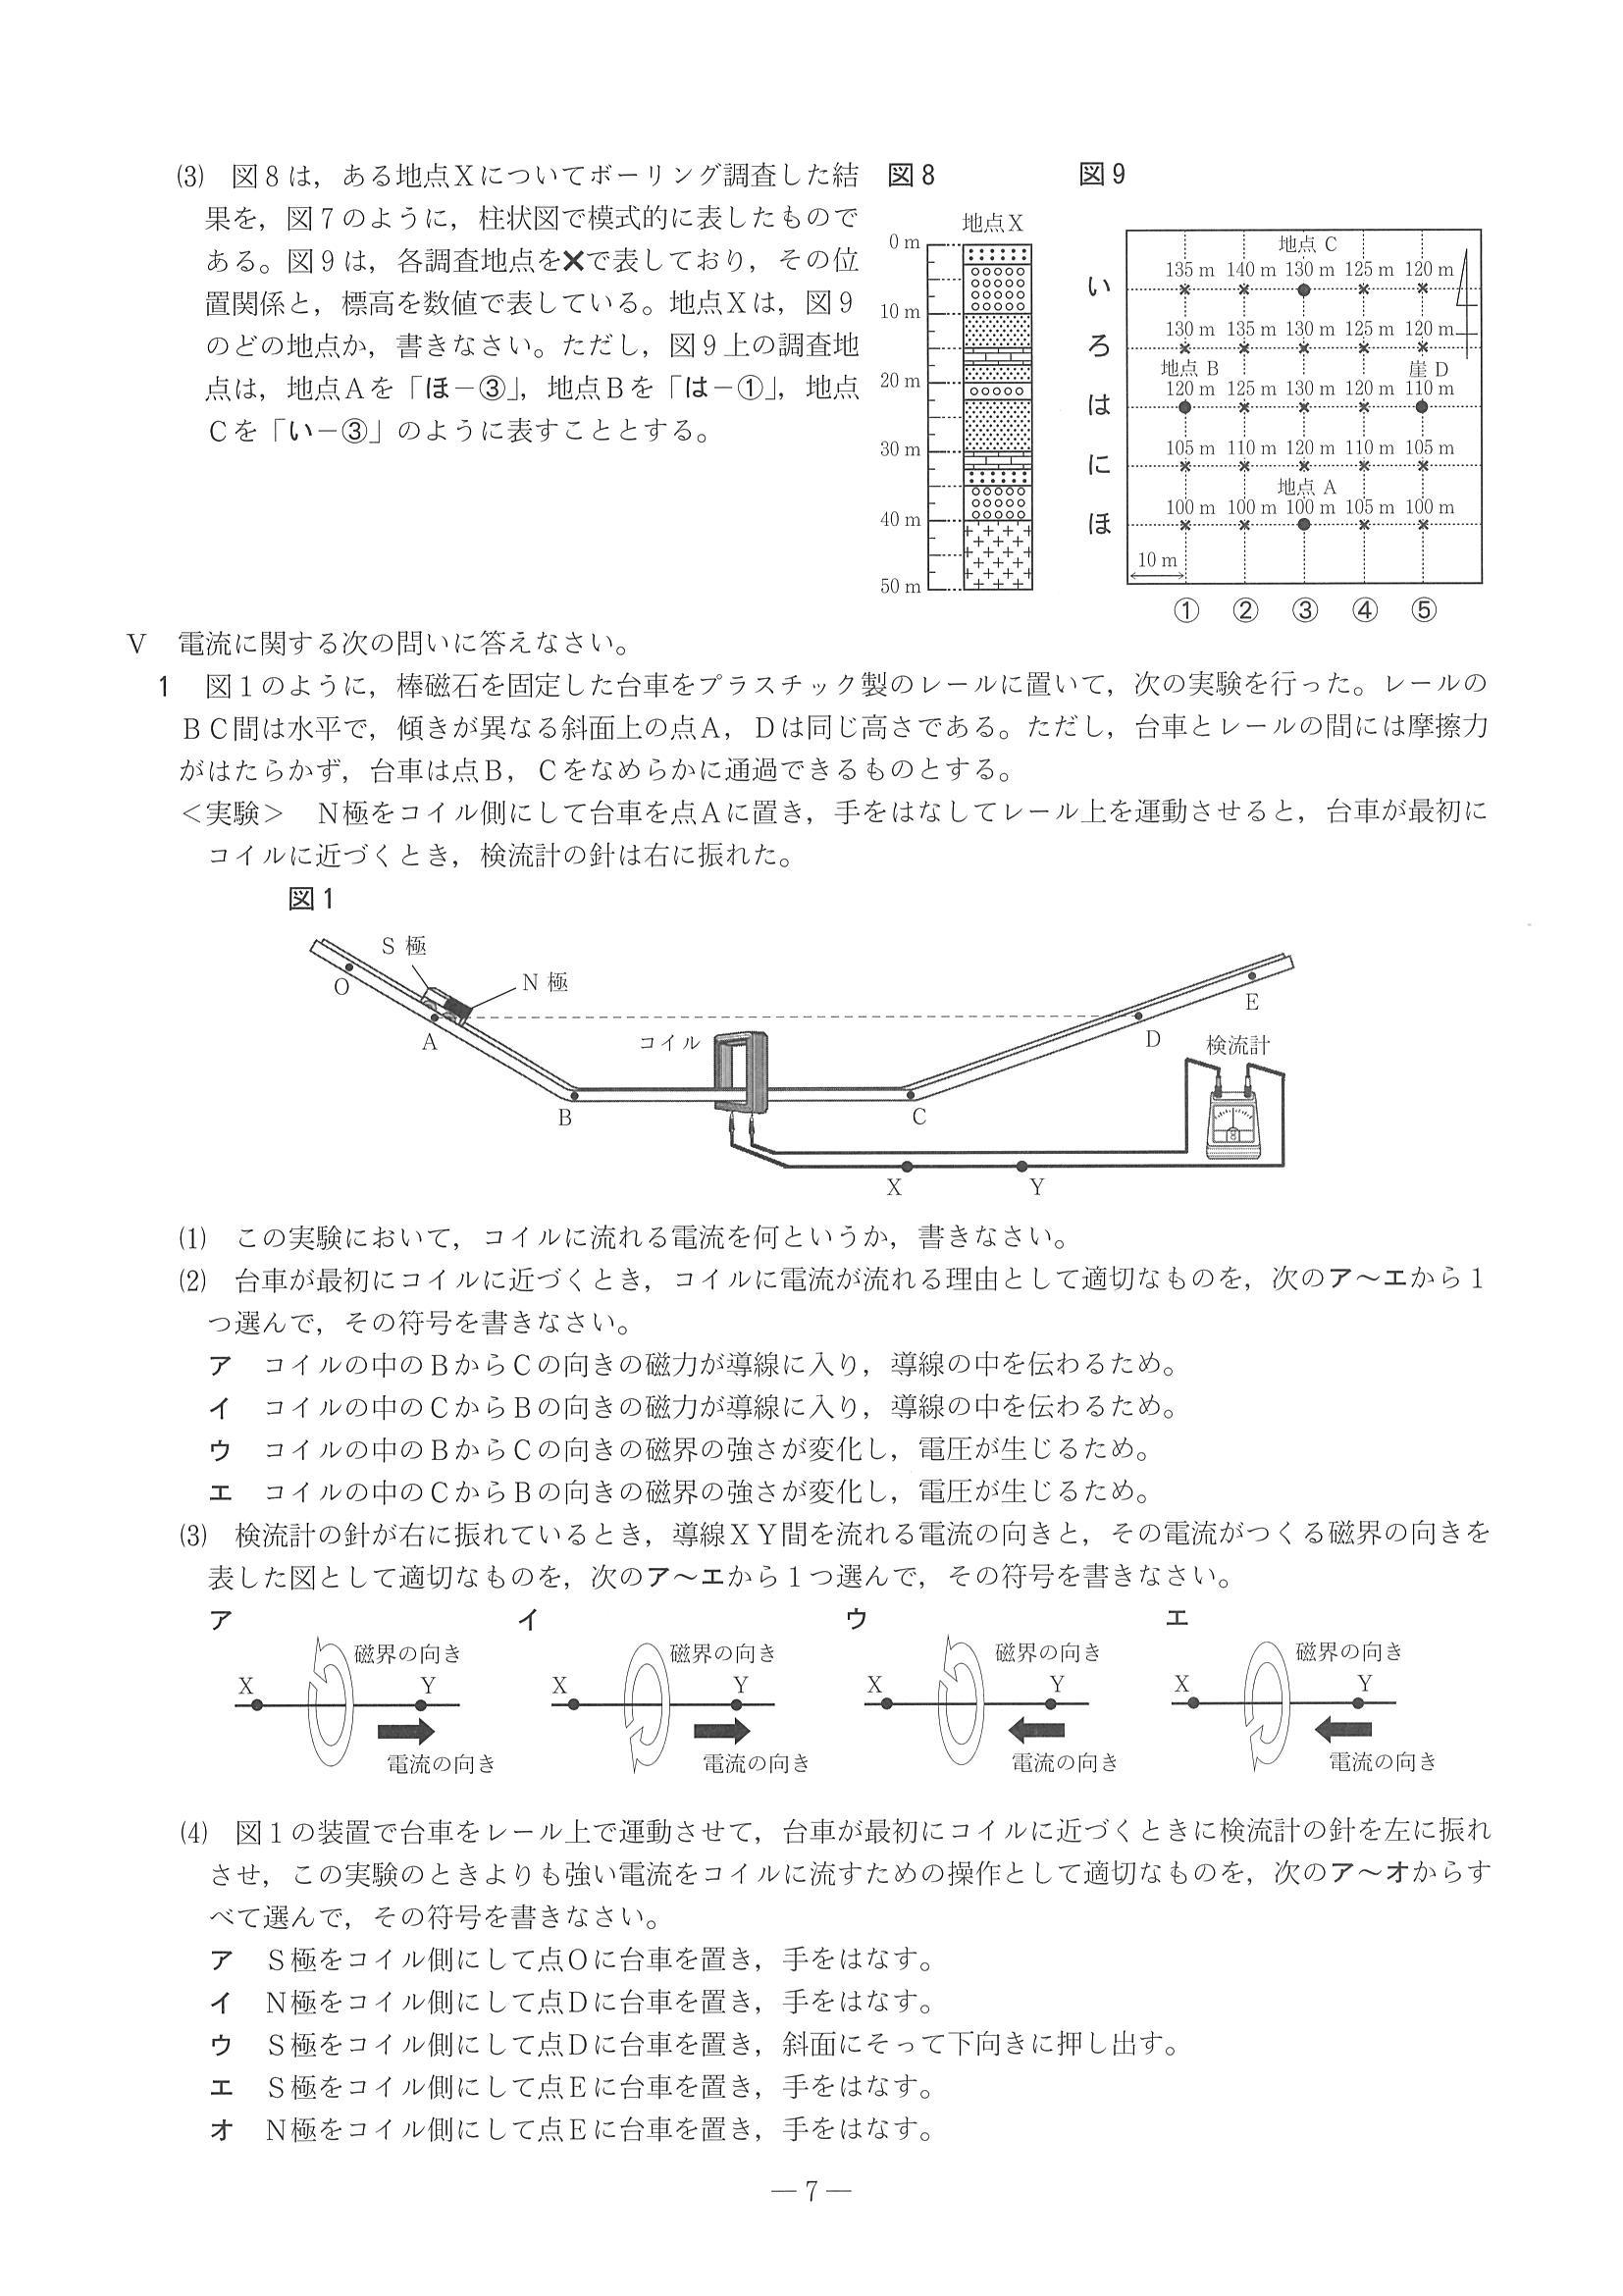 (3) 図8は，ある地点Xについてボーリング調査した結
果を，図7のように，柱状図で模式的に表したもので
ある。図9は，各調査地点を✕で表しており，その位
置関係と，標高を数値で表している。地点Xは，図9
のどの地点か，書きなさい。ただし，図9上の調査地
点は，地点Aを「ほ－③」，地点Bを「は－①」，地点
Cを「い－③」のように表すこととする。
図8
地点X
0 m
10 m
20 m
30 m
40 m
50 m
図9
地点 C
い 135 m 140 m 130 m 125 m 120 m
ろ 130 m 135 m 130 m 125 m 120 m
地点 B 崖 D
は 120 m 125 m 130 m 120 m 110 m
に 105 m 110 m 120 m 110 m 105 m
地点 A
ほ 100 m 100 m 100 m 105 m 100 m
10 m
① ② ③ ④ ⑤
Ⅴ 電流に関する次の問いに答えなさい。
1 図1のように，棒磁石を固定した台車をプラスチック製のレールに置いて，次の実験を行った。レールの
BC間は水平で，傾きが異なる斜面上の点A，Dは同じ高さである。ただし，台車とレールの間には摩擦力
がはたらかず，台車は点B，Cをなめらかに通過できるものとする。
＜実験＞ N極をコイル側にして台車を点Aに置き，手をはなしてレール上を運動させると，台車が最初に
コイルに近づくとき，検流計の針は右に振れた。
図1
S 極
N 極
O
A
コイル
B
C
D
E
検流計
X
Y
(1) この実験において，コイルに流れる電流を何というか，書きなさい。
(2) 台車が最初にコイルに近づくとき，コイルに電流が流れる理由として適切なものを，次のア～エから1
つ選んで，その符号を書きなさい。
ア コイルの中のBからCの向きの磁力が導線に入り，導線の中を伝わるため。
イ コイルの中のCからBの向きの磁力が導線に入り，導線の中を伝わるため。
ウ コイルの中のBからCの向きの磁界の強さが変化し，電圧が生じるため。
エ コイルの中のCからBの向きの磁界の強さが変化し，電圧が生じるため。
(3) 検流計の針が右に振れているとき，導線XY間を流れる電流の向きと，その電流がつくる磁界の向きを
表した図として適切なものを，次のア～エから1つ選んで，その符号を書きなさい。
ア イ ウ エ
磁界の向き 磁界の向き 磁界の向き 磁界の向き
X Y X Y X Y X Y
電流の向き 電流の向き 電流の向き 電流の向き
(4) 図1の装置で台車をレール上で運動させて，台車が最初にコイルに近づくときに検流計の針を左に振れ
させ，この実験のときよりも強い電流をコイルに流すための操作として適切なものを，次のア～オからす
べて選んで，その符号を書きなさい。
ア S極をコイル側にして点Oに台車を置き，手をはなす。
イ N極をコイル側にして点Dに台車を置き，手をはなす。
ウ S極をコイル側にして点Dに台車を置き，斜面にそって下向きに押し出す。
エ S極をコイル側にして点Eに台車を置き，手をはなす。
オ N極をコイル側にして点Eに台車を置き，手をはなす。
― 7 ―